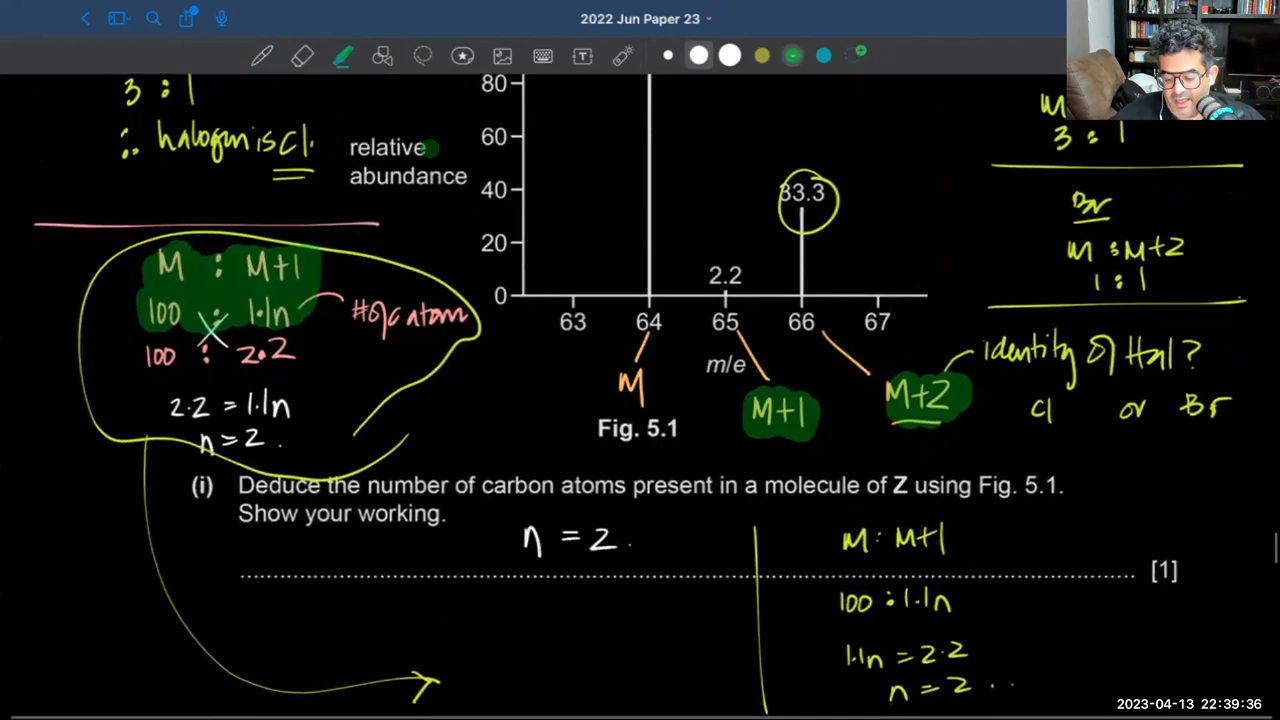 2022 Jun Paper 23
3 : 1
∴ halogen is Cl.
M : M+1
100 : 1.1n
# of c atom
100 : 2.2
2.2 = 1.1n
n = 2.
80
60
40
20
0
relative
abundance
33.3
2.2
63 64 65 66 67
m/e
M
M+1
M+2
Fig. 5.1
3 : 1
Br
M : M+2
1 : 1
identity of Hal?
Cl or Br
(i) Deduce the number of carbon atoms present in a molecule of Z using Fig. 5.1.
Show your working.
n = 2.
[1]
M : M+1
100 : 1.1n
1.1n = 2.2
n = 2 ...
2023-04-13 22:39:36